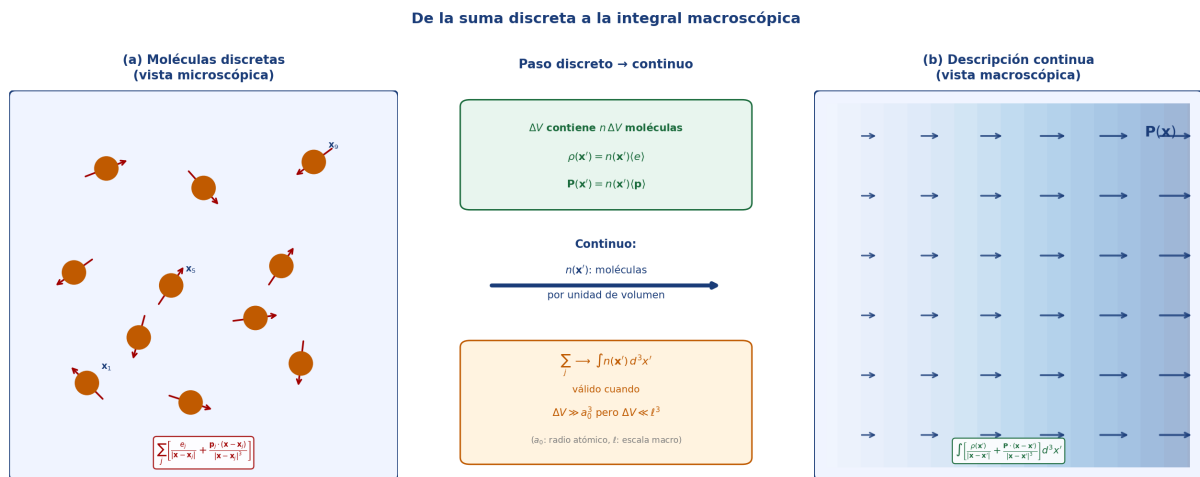 De la suma discreta a la integral macroscópica
(a) Moléculas discretas
(vista microscópica)
x₉
x₅
x₁
∑ⱼ[eⱼ/|x−xⱼ| + pⱼ·(x−xⱼ)/|x−xⱼ|³]
Paso discreto → continuo
ΔV contiene n ΔV moléculas
ρ(x′) = n(x′)⟨e⟩
P(x′) = n(x′)⟨p⟩
Continuo:
n(x′): moléculas
por unidad de volumen
∑ⱼ ⟶ ∫n(x′) d³x′
válido cuando
ΔV ≫ a₀³ pero ΔV ≪ ℓ³
(a₀: radio atómico, ℓ: escala macro)
(b) Descripción continua
(vista macroscópica)
P(x)
∫[ρ(x′)/|x−x′| + P·(x−x′)/|x−x′|³]d³x′